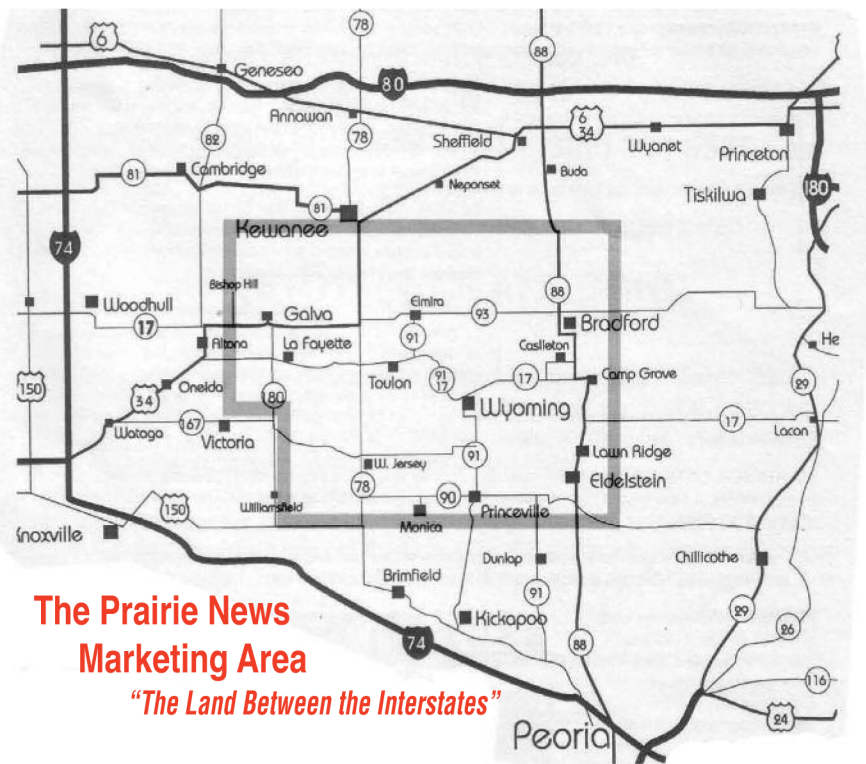 78
6
88
Geneseo
80
Annawan
6
34
78
Sheffield
82
Wyanet
Princeton
Cambridge
Buda
81
Neponset
Tiskilwa
180
81
Kewanee
74
Bishop Hill
88
Woodhull
Galva
Elmira
93
17
Bradford
91
He
Altona
La Fayette
Castleton
Toulon
91
17
17
Camp Grove
29
150
Oneida
34
180
Wyoming
17
Lacon
Wataga
167
Victoria
91
Lawn Ridge
W. Jersey
78
Eldelstein
90
Williamsfield
150
Princeville
Monica
noxville
Dunlop
Chillicothe
Brimfield
91
29
26
Kickapoo
The Prairie News
Marketing Area
"The Land Between the Interstates"
74
88
116
24
Peoria